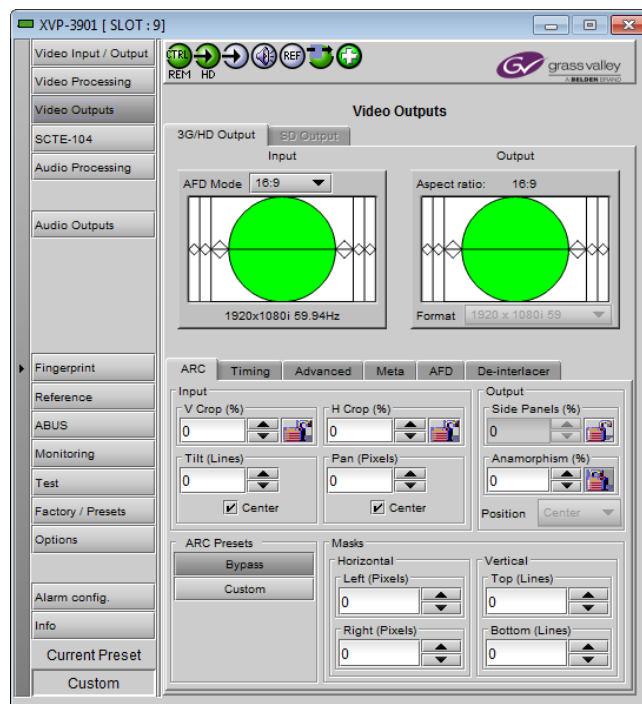 XVP-3901 [ SLOT : 9]
Video Input / Output
Video Processing
Video Outputs
SCTE-104
Audio Processing
Audio Outputs
Fingerprint
Reference
ABUS
Monitoring
Test
Factory / Presets
Options
Alarm config.
Info
Current Preset
Custom
CTRL REF
REM HD
GV grass valley
A BELDEN BRAND
Video Outputs
3G/HD Output SD Output
Input
AFD Mode 16:9
1920x1080i 59.94Hz
Output
Aspect ratio: 16:9
Format 1920 x 1080i 59
ARC Timing Advanced Meta AFD De-interlacer
Input
V Crop (%) H Crop (%)
0 0
Tilt (Lines) Pan (Pixels)
0 0
Center Center
Output
Side Panels (%)
0
Anamorphism (%)
0
Position Center
ARC Presets
Bypass
Custom
Masks
Horizontal
Left (Pixels)
0
Right (Pixels)
0
Vertical
Top (Lines)
0
Bottom (Lines)
0